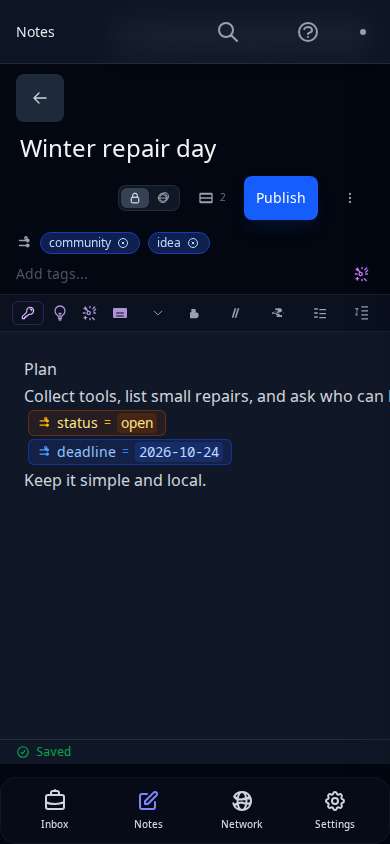 Notes
Winter repair day
2
Publish
community
idea
Add tags...
Plan
Collect tools, list small repairs, and ask who can
status = open
deadline = 2026-10-24
Keep it simple and local.
Saved
Inbox
Notes
Network
Settings